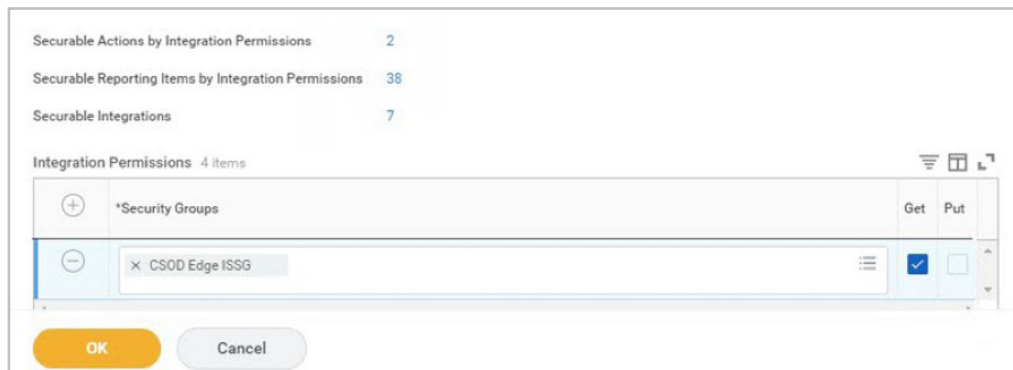 Securable Actions by Integration Permissions 2
Securable Reporting Items by Integration Permissions 38
Securable Integrations 7
Integration Permissions 4 items
*Security Groups Get Put
× CSOD Edge ISSG
OK Cancel